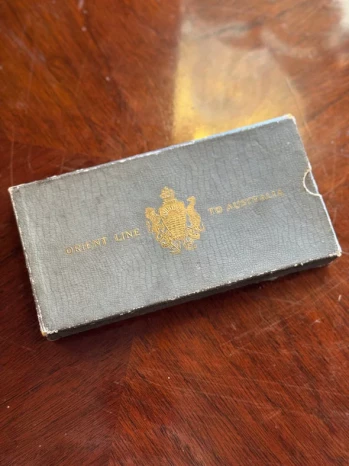 ORIENT LINE TO AUSTRALIA